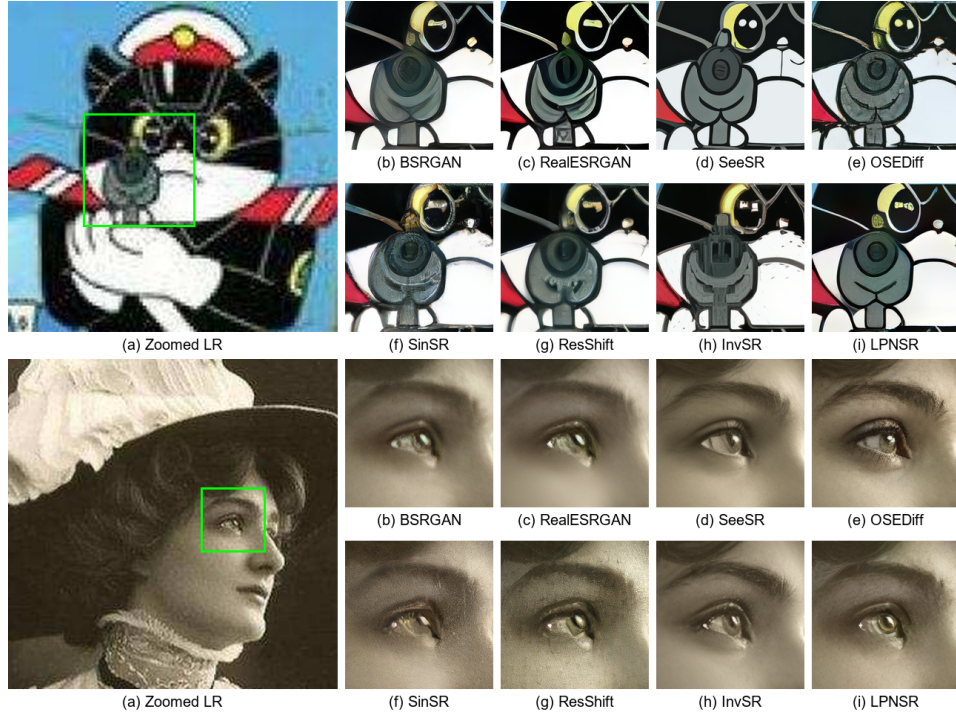 (b) BSRGAN
(c) RealESRGAN
(d) SeeSR
(e) OSEDiff
(a) Zoomed LR
(f) SinSR
(g) ResShift
(h) InvSR
(i) LPNSR
(b) BSRGAN
(c) RealESRGAN
(d) SeeSR
(e) OSEDiff
(a) Zoomed LR
(f) SinSR
(g) ResShift
(h) InvSR
(i) LPNSR